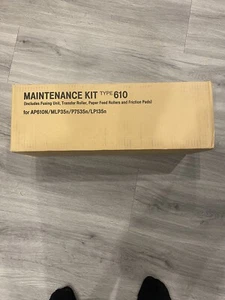 MAINTENANCE KIT TYPE 610
(Includes Fusing Unit, Transfer Roller, Paper Feed Rollers and Friction Pads)
for AP610N/MLP35n/P7535n/LP135n